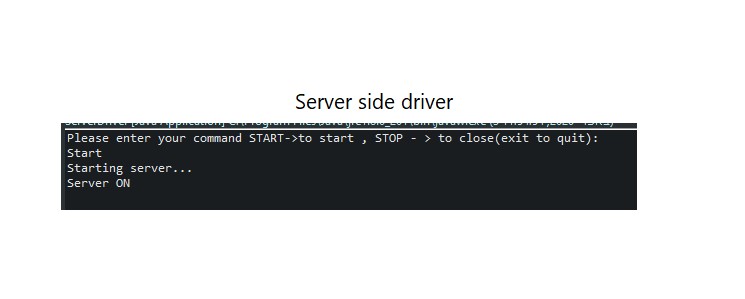 Server side driver
Please enter your command START->to start , STOP - > to close(exit to quit):
Start
Starting server...
Server ON